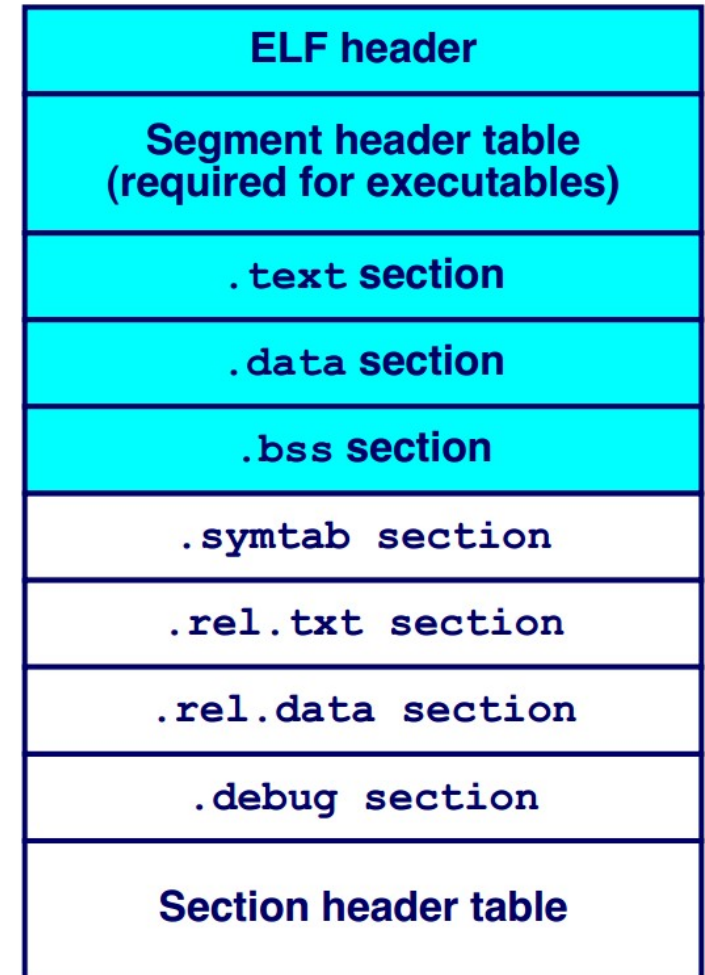 ELF header
Segment header table
(required for executables)
.text section
.data section
.bss section
.symtab section
.rel.txt section
.rel.data section
.debug section
Section header table